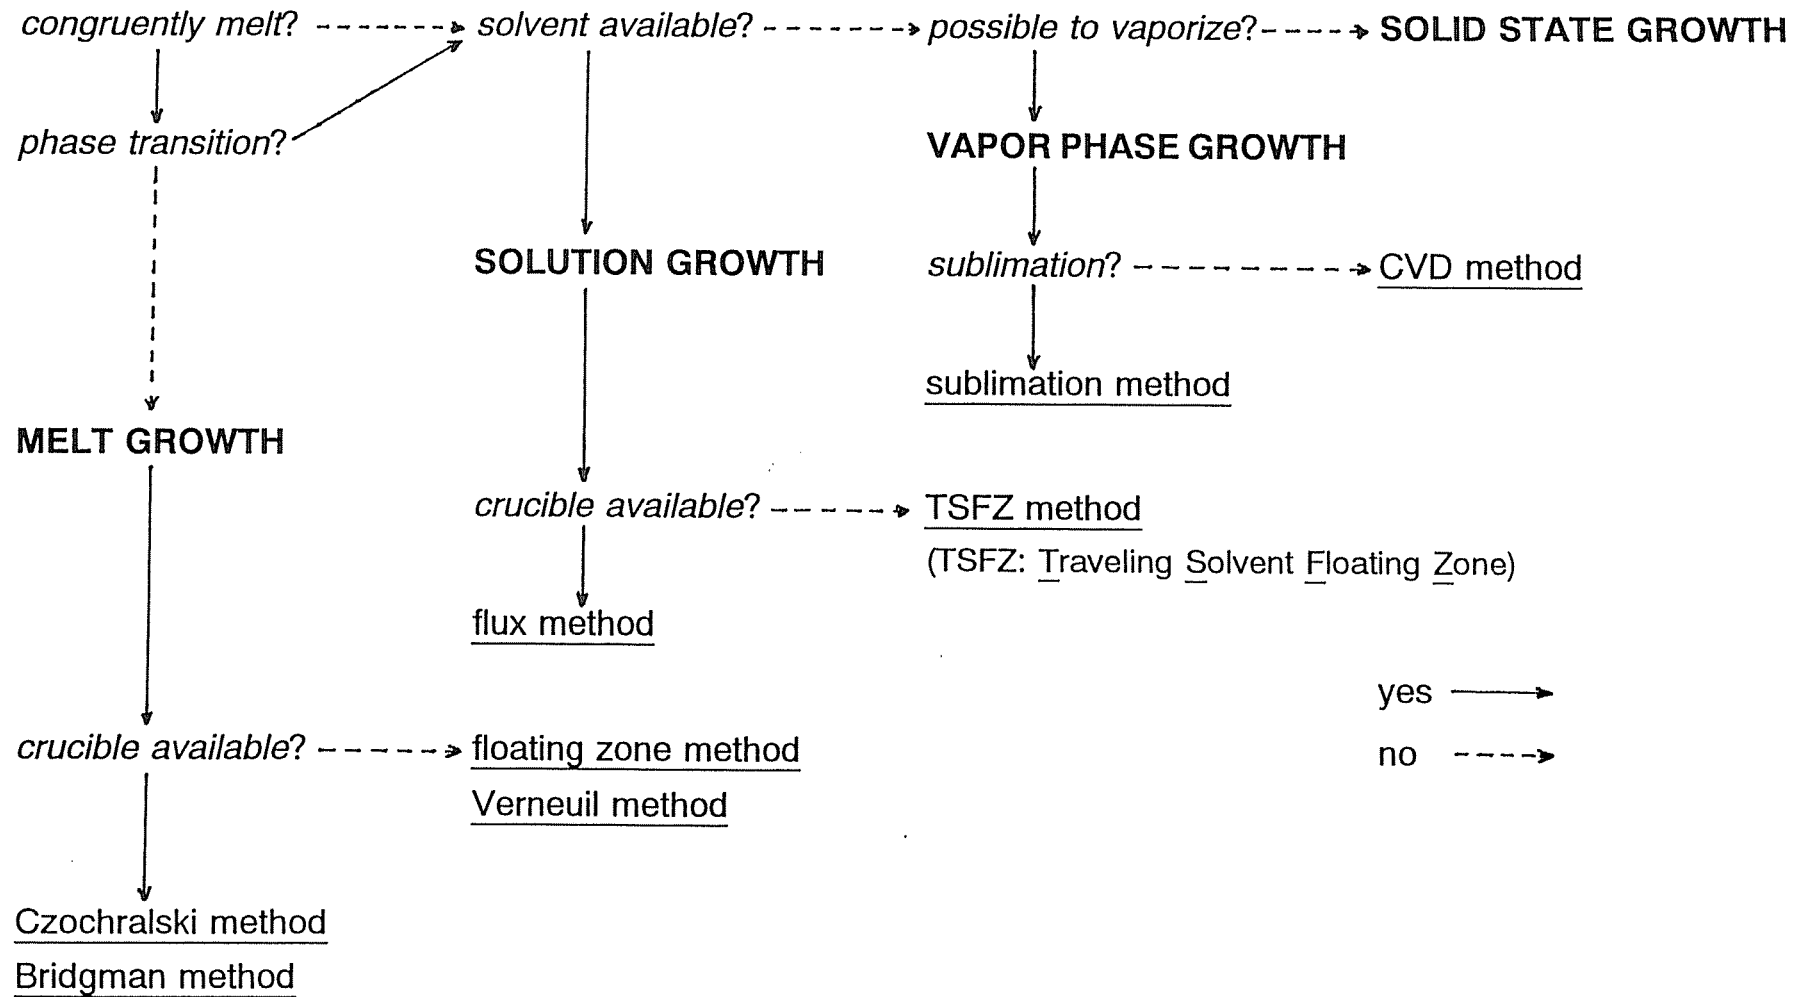 congruently melt?
solvent available?
possible to vaporize?
SOLID STATE GROWTH
phase transition?
VAPOR PHASE GROWTH
SOLUTION GROWTH
sublimation?
CVD method
sublimation method
MELT GROWTH
crucible available?
TSFZ method
(TSFZ: Traveling Solvent Floating Zone)
flux method
yes
no
crucible available?
floating zone method
Verneuil method
Czochralski method
Bridgman method